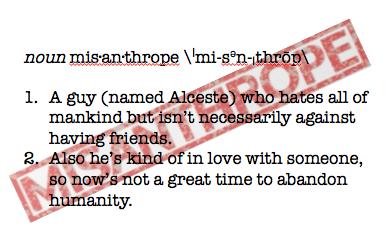 noun mis·an·thrope \ˈmi-sᵊn-ˌthrōp\
1. A guy (named Alceste) who hates all of
mankind but isn't necessarily against
having friends.
2. Also he's kind of in love with someone,
so now's not a great time to abandon
humanity.
MISANTHROPE